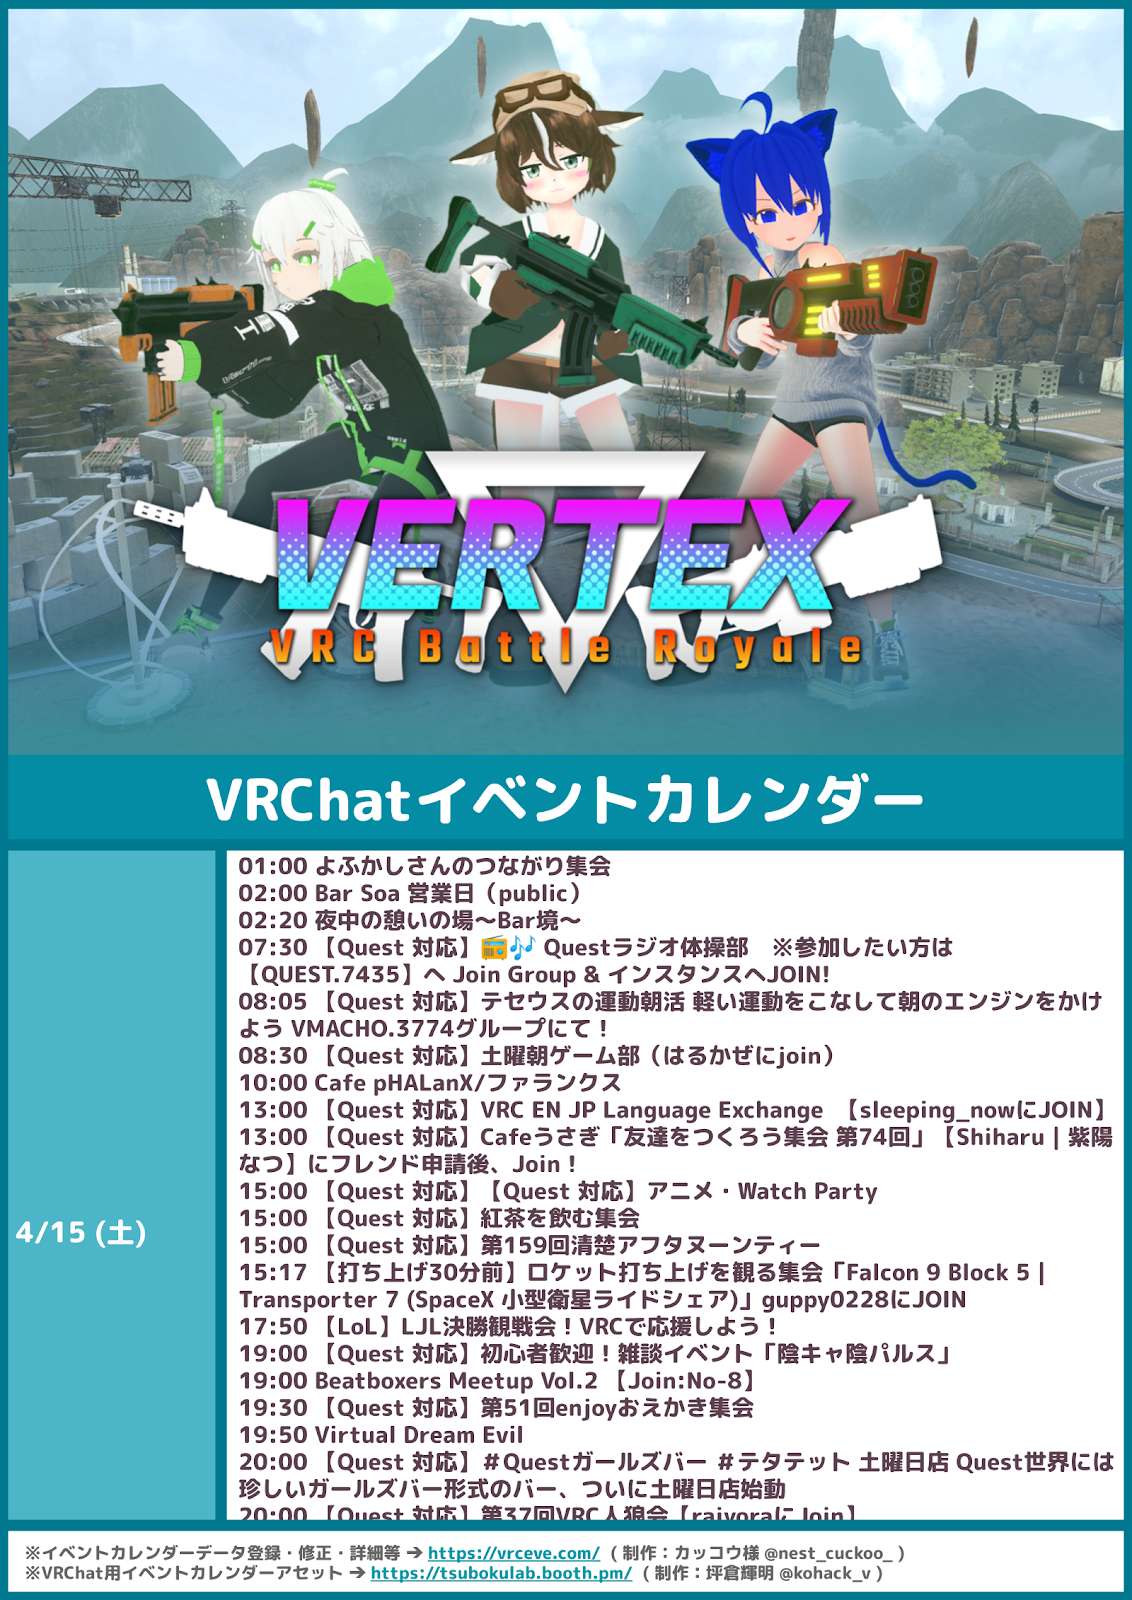 VERTEX
VRC Battle Royale
VRChatイベントカレンダー
4/15 (土)
01:00 よふかしさんのつながり集会
02:00 Bar Soa 営業日（public）
02:20 夜中の憩いの場～Bar境～
07:30 【Quest 対応】📻🎶 Questラジオ体操部　※参加したい方は
【QUEST.7435】へ Join Group & インスタンスへJOIN!
08:05 【Quest 対応】テセウスの運動朝活 軽い運動をこなして朝のエンジンをかけ
よう VMACHO.3774グループにて！
08:30 【Quest 対応】土曜朝ゲーム部（はるかぜにjoin）
10:00 Cafe pHALanX/ファランクス
13:00 【Quest 対応】VRC EN JP Language Exchange 【sleeping_nowにJOIN】
13:00 【Quest 対応】Cafeうさぎ「友達をつくろう集会 第74回」【Shiharu | 紫陽
なつ】にフレンド申請後、Join！
15:00 【Quest 対応】【Quest 対応】アニメ・Watch Party
15:00 【Quest 対応】紅茶を飲む集会
15:00 【Quest 対応】第159回清楚アフタヌーンティー
15:17 【打ち上げ30分前】ロケット打ち上げを観る集会「Falcon 9 Block 5 |
Transporter 7 (SpaceX 小型衛星ライドシェア)」guppy0228にJOIN
17:50 【LoL】LJL決勝観戦会！VRCで応援しよう！
19:00 【Quest 対応】初心者歓迎！雑談イベント「陰キャ陰パルス」
19:00 Beatboxers Meetup Vol.2 【Join:No-8】
19:30 【Quest 対応】第51回enjoyおえかき集会
19:50 Virtual Dream Evil
20:00 【Quest 対応】＃Questガールズバー ＃テタテット 土曜日店 Quest世界には
珍しいガールズバー形式のバー、ついに土曜日店始動
20:00 【Quest 対応】第37回VRC人狼会【raiyoraにJoin】
※イベントカレンダーデータ登録・修正・詳細等 ➔ https://vrceve.com/ （ 制作：カッコウ様 @nest_cuckoo_ ）
※VRChat用イベントカレンダーアセット ➔ https://tsubokulab.booth.pm/ （ 制作：坪倉輝明 @kohack_v ）